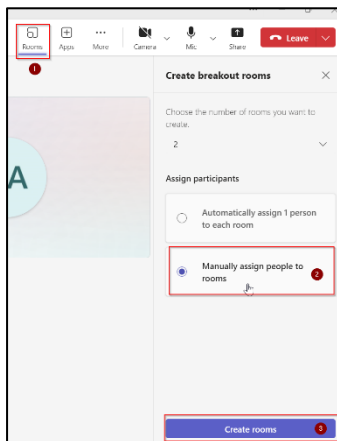 Rooms Apps More Camera Mic Share Leave
1
Create breakout rooms
Choose the number of rooms you want to
create.
2
A
Assign participants
Automatically assign 1 person
to each room
Manually assign people to
rooms
2
Create rooms 3